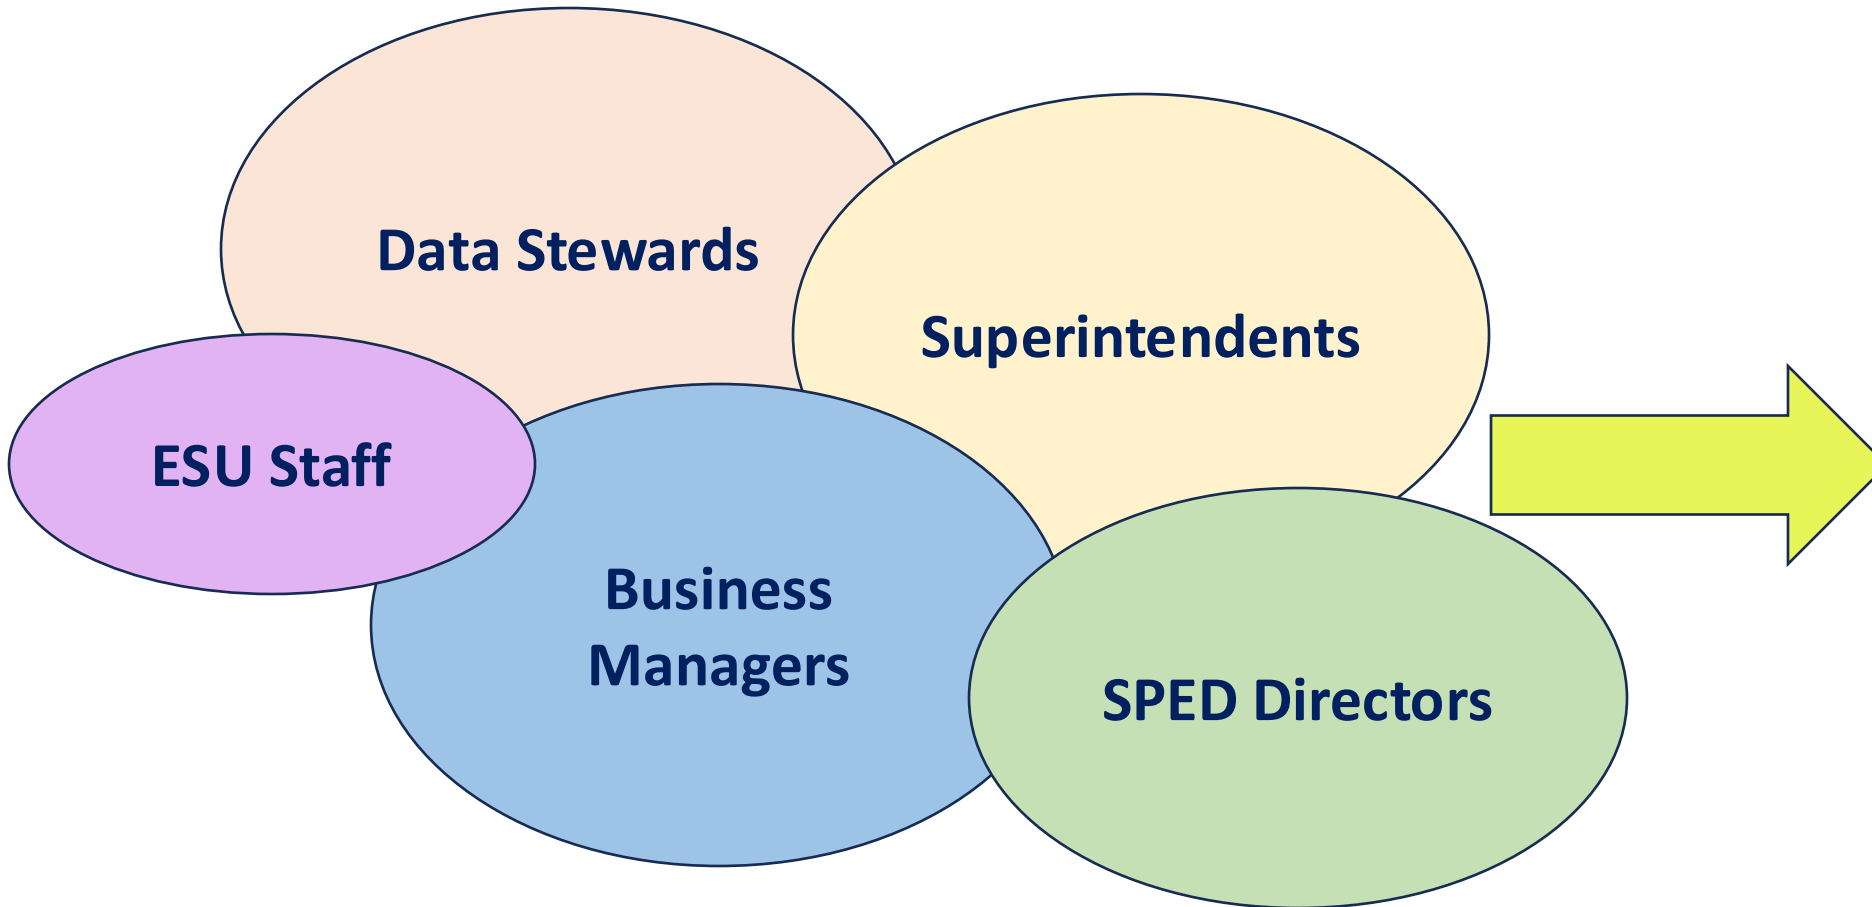 Data Stewards
Superintendents
ESU Staff
Business
Managers
SPED Directors